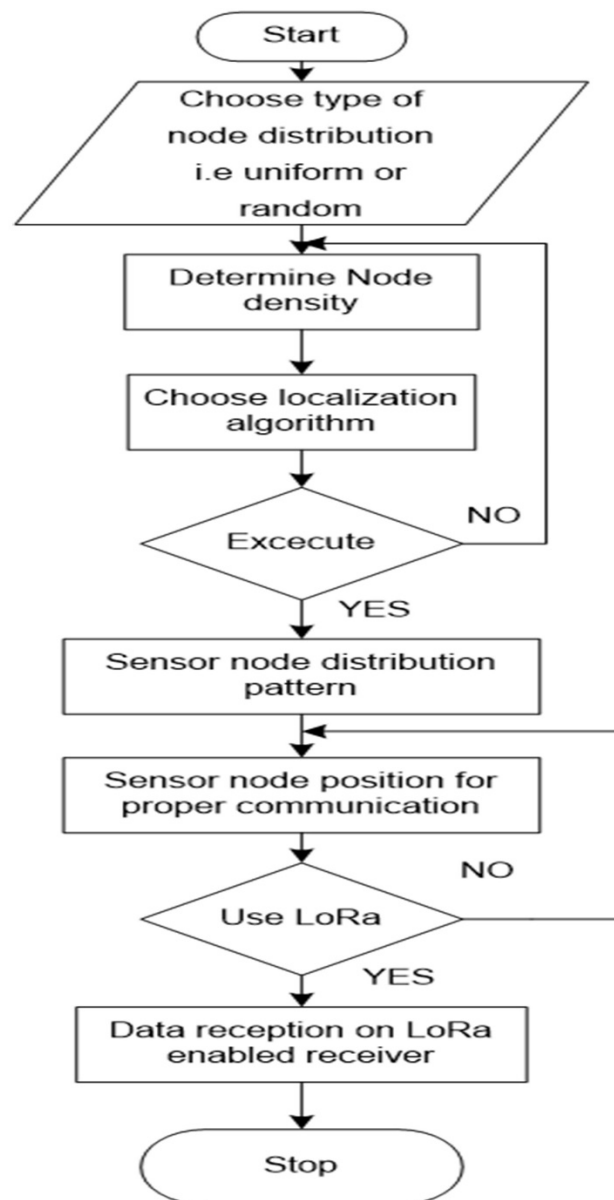 Start
Choose type of
node distribution
i.e uniform or
random
Determine Node
density
Choose localization
algorithm
Excecute
NO
YES
Sensor node distribution
pattern
Sensor node position for
proper communication
NO
Use LoRa
YES
Data reception on LoRa
enabled receiver
Stop